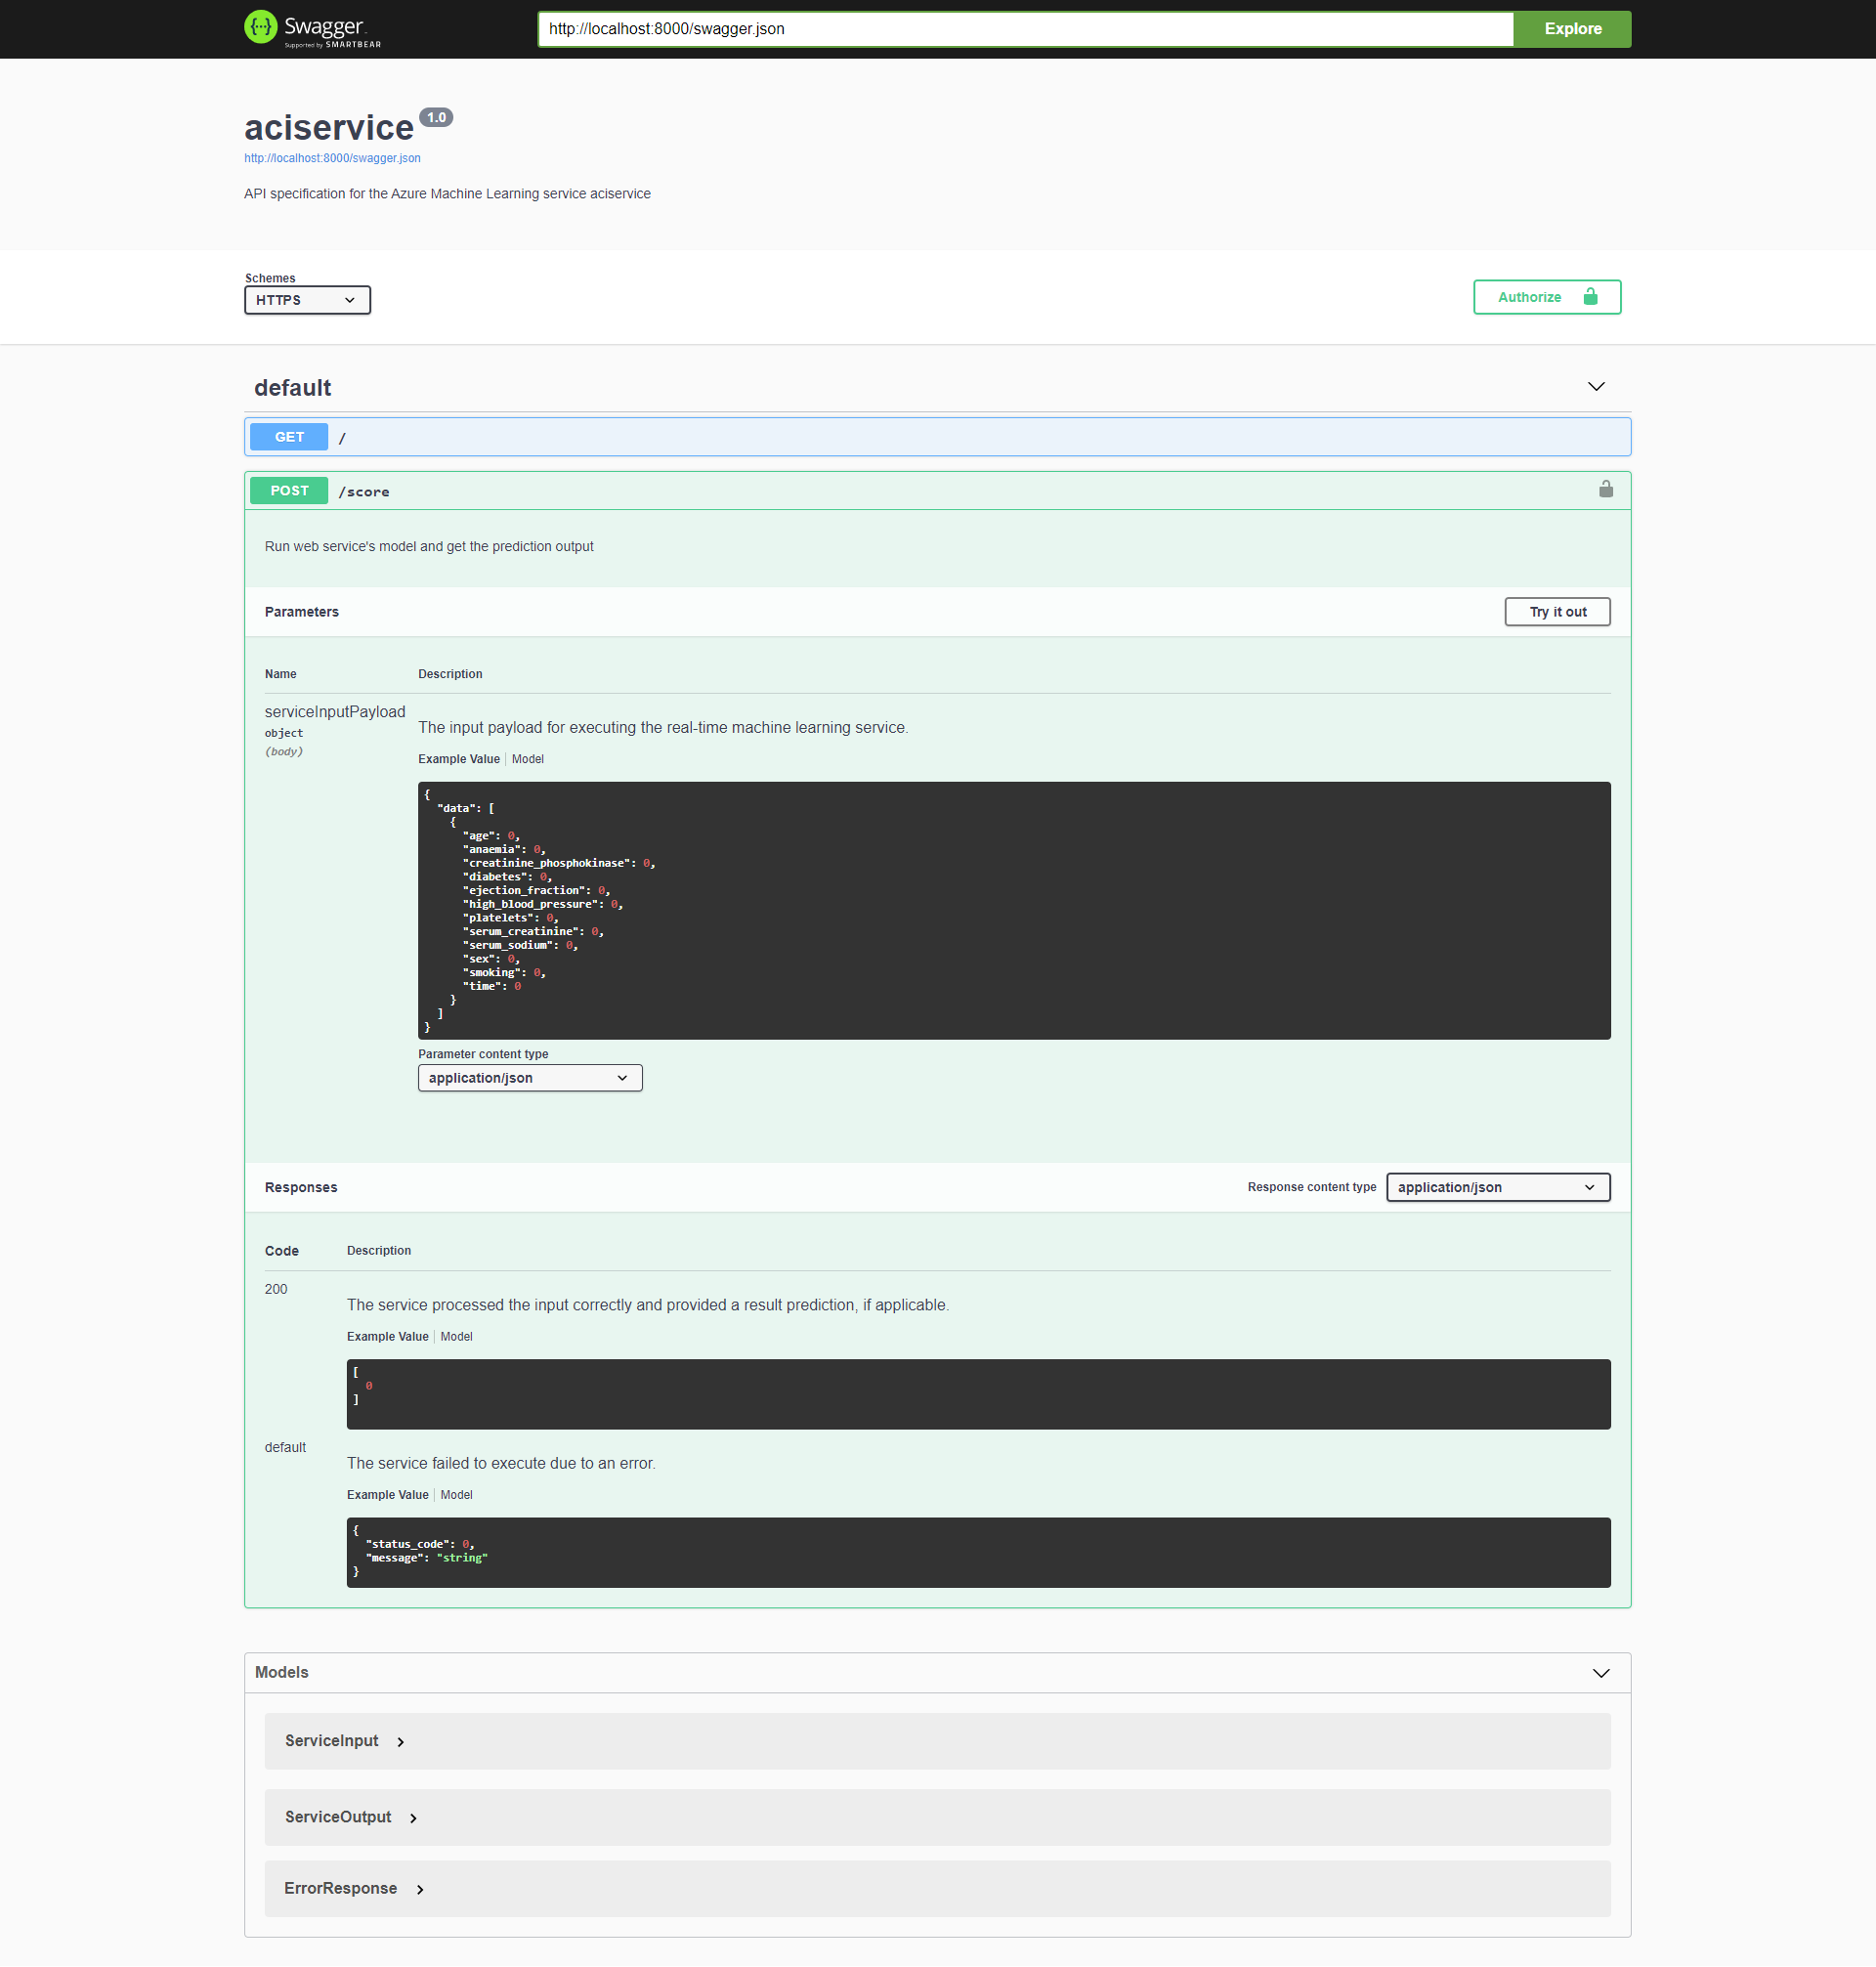 Swagger
Supported by SMARTBEAR
http://localhost:8000/swagger.json
Explore
aciservice 1.0
http://localhost:8000/swagger.json
API specification for the Azure Machine Learning service aciservice
Schemes
HTTPS
Authorize
default
GET /
POST /score
Run web service's model and get the prediction output
Parameters
Try it out
Name Description
serviceInputPayload
object
(body)
The input payload for executing the real-time machine learning service.
Example Value Model
{
  "data": [
    {
      "age": 0,
      "anaemia": 0,
      "creatinine_phosphokinase": 0,
      "diabetes": 0,
      "ejection_fraction": 0,
      "high_blood_pressure": 0,
      "platelets": 0,
      "serum_creatinine": 0,
      "serum_sodium": 0,
      "sex": 0,
      "smoking": 0,
      "time": 0
    }
  ]
}
Parameter content type
application/json
Responses
Response content type application/json
Code Description
200
The service processed the input correctly and provided a result prediction, if applicable.
Example Value Model
[
  0
]
default
The service failed to execute due to an error.
Example Value Model
{
  "status_code": 0,
  "message": "string"
}
Models
ServiceInput
ServiceOutput
ErrorResponse